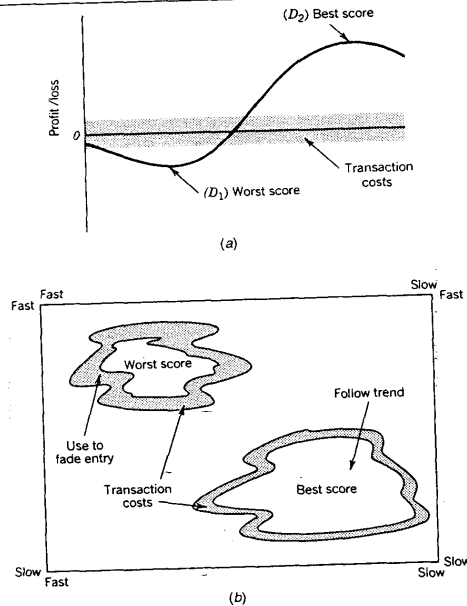 (D2) Best score
Profit/loss
0
Transaction
costs
(D1) Worst score
(a)
Fast
Slow
Fast
Fast
Worst score
Follow trend
Use to
fade entry
Transaction
costs
Best score
Slow
Fast
Slow
Slow
(b)